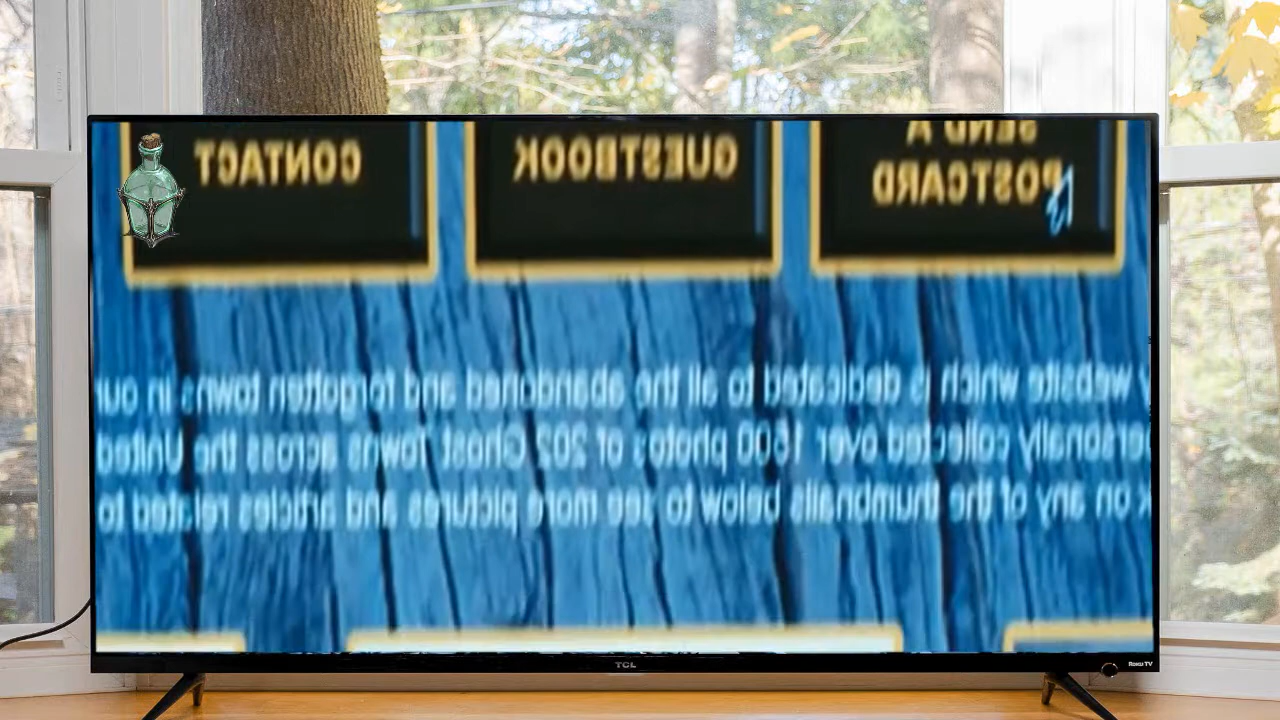 SEND A
POSTCARD
GUESTBOOK
CONTACT
website which is dedicated to all the abandoned and forgotten towns in our
personally collected over 1600 photos of 202 Ghost Towns across the United
on any of the thumbnails below to see more pictures and articles related to
TCL
Roku TV